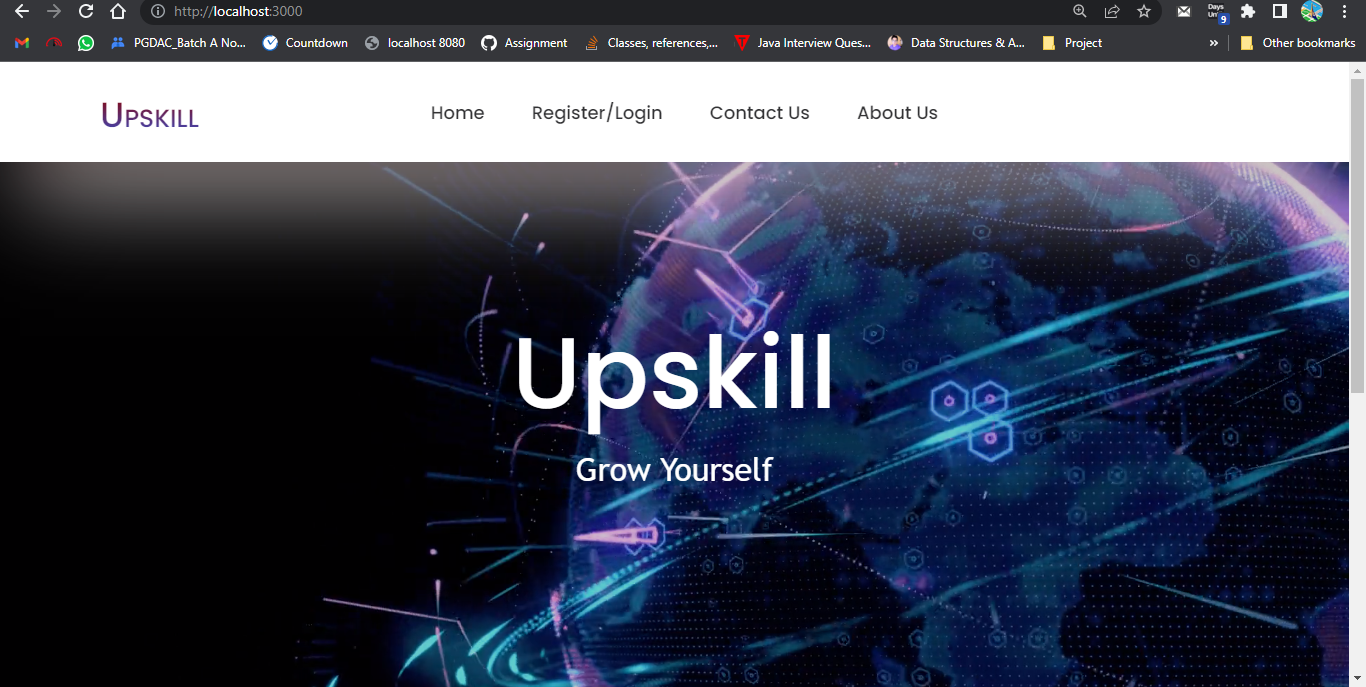 http://localhost:3000
Days
9
PGDAC_Batch A No...
Countdown
localhost 8080
Assignment
Classes, references,...
Java Interview Ques...
Data Structures & A...
Project
»
Other bookmarks
UPSKILL
Home
Register/Login
Contact Us
About Us
Upskill
Grow Yourself